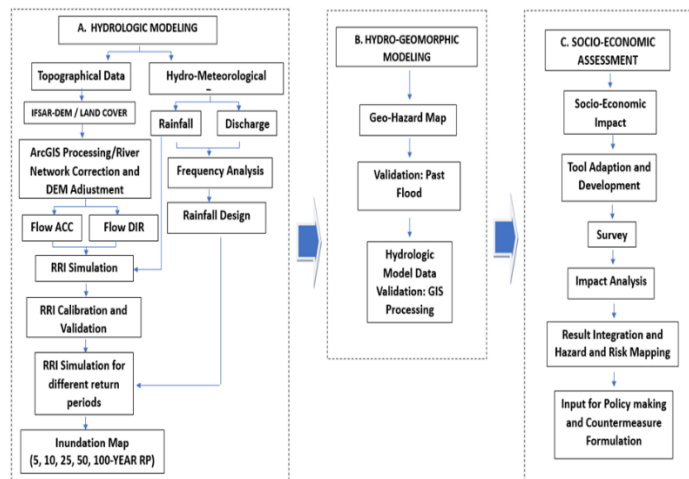 A. HYDROLOGIC MODELING
Topographical Data
Hydro-Meteorological
–
IFSAR-DEM / LAND COVER
Rainfall
Discharge
ArcGIS Processing/River
Network Correction and
DEM Adjustment
Frequency Analysis
Rainfall Design
Flow ACC
Flow DIR
RRI Simulation
RRI Calibration and
Validation
RRI Simulation for
different return
periods
Inundation Map
(5, 10, 25, 50, 100-YEAR RP)
B. HYDRO-GEOMORPHIC
MODELING
Geo-Hazard Map
Validation: Past
Flood
Hydrologic
Model Data
Validation: GIS
Processing
C. SOCIO-ECONOMIC
ASSESSMENT
Socio-Economic
Impact
Tool Adaption and
Development
Survey
Impact Analysis
Result Integration and
Hazard and Risk Mapping
Input for Policy making
and Countermeasure
Formulation